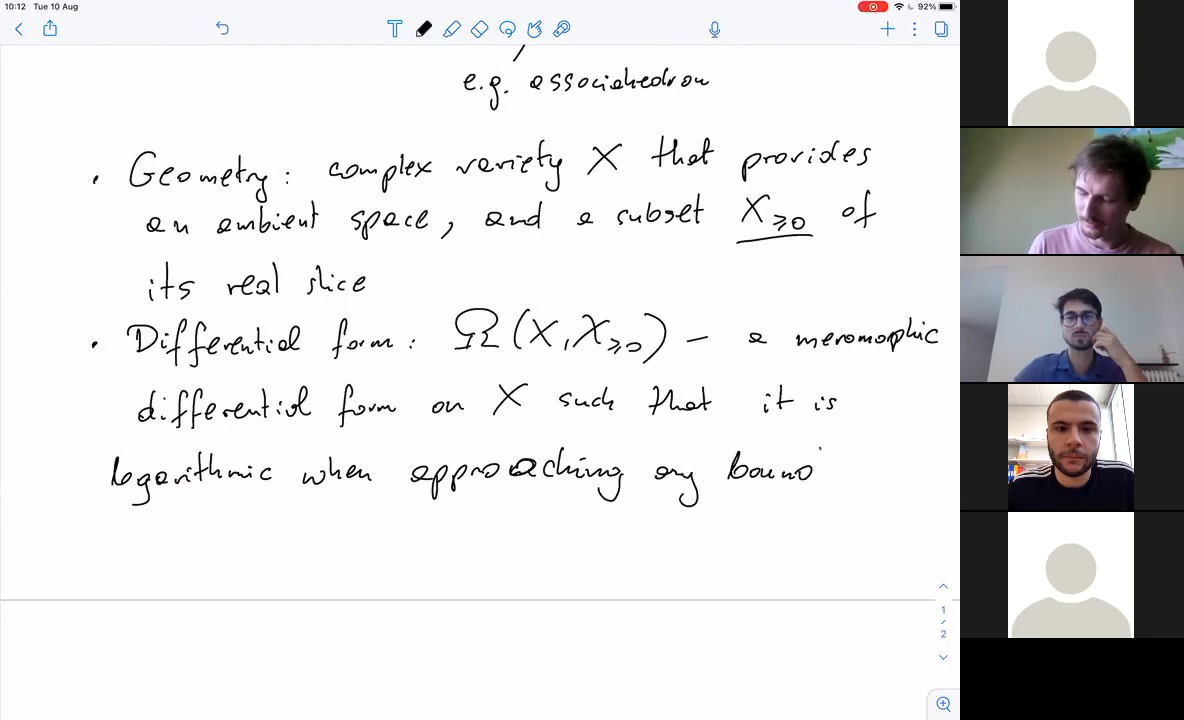 10:12 Tue 10 Aug
92%
T
e.g. associahedron
• Geometry: complex variety X that provides
an ambient space, and a subset X≥0 of
its real slice
• Differential form: Ω(X,X≥0) – a meromorphic
differential form on X such that it is
logarithmic when approaching any bound
1
/
2